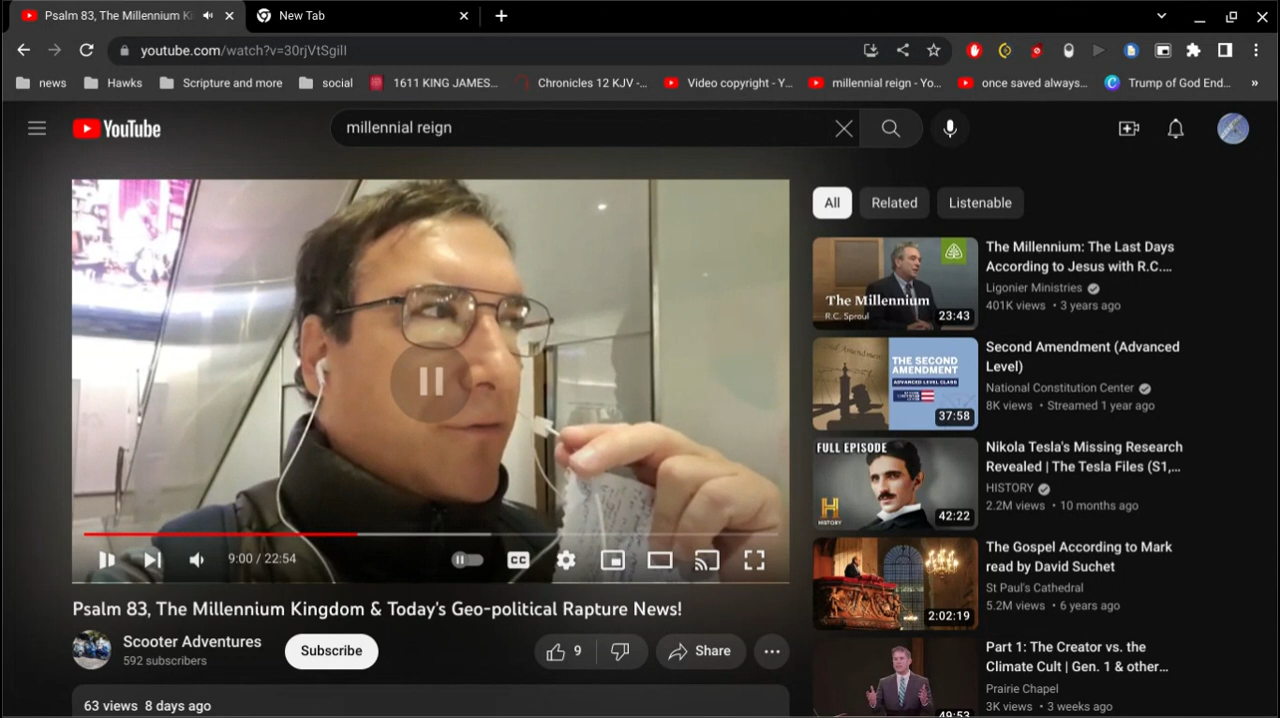 Psalm 83, The Millennium Ki
New Tab
youtube.com/watch?v=30rjVtSgilI
news
Hawks
Scripture and more
social
1611 KING JAMES...
Chronicles 12 KJV -...
Video copyright - Y...
millennial reign - Yo...
once saved always...
Trump of God End...
»
YouTube
millennial reign
All
Related
Listenable
The Millennium
R.C. Sproul
23:43
The Millennium: The Last Days
According to Jesus with R.C....
Ligonier Ministries
401K views • 3 years ago
THE SECOND
AMENDMENT
ADVANCED LEVEL CLASS
37:58
Second Amendment (Advanced
Level)
National Constitution Center
8K views • Streamed 1 year ago
FULL EPISODE
H
HISTORY
42:22
Nikola Tesla's Missing Research
Revealed | The Tesla Files (S1,...
HISTORY
2.2M views • 10 months ago
2:02:19
The Gospel According to Mark
read by David Suchet
St Paul's Cathedral
5.2M views • 6 years ago
49:53
Part 1: The Creator vs. the
Climate Cult | Gen. 1 & other...
Prairie Chapel
3K views • 3 weeks ago
9:00 / 22:54
CC
Psalm 83, The Millennium Kingdom & Today's Geo-political Rapture News!
Scooter Adventures
592 subscribers
Subscribe
9
Share
63 views 8 days ago